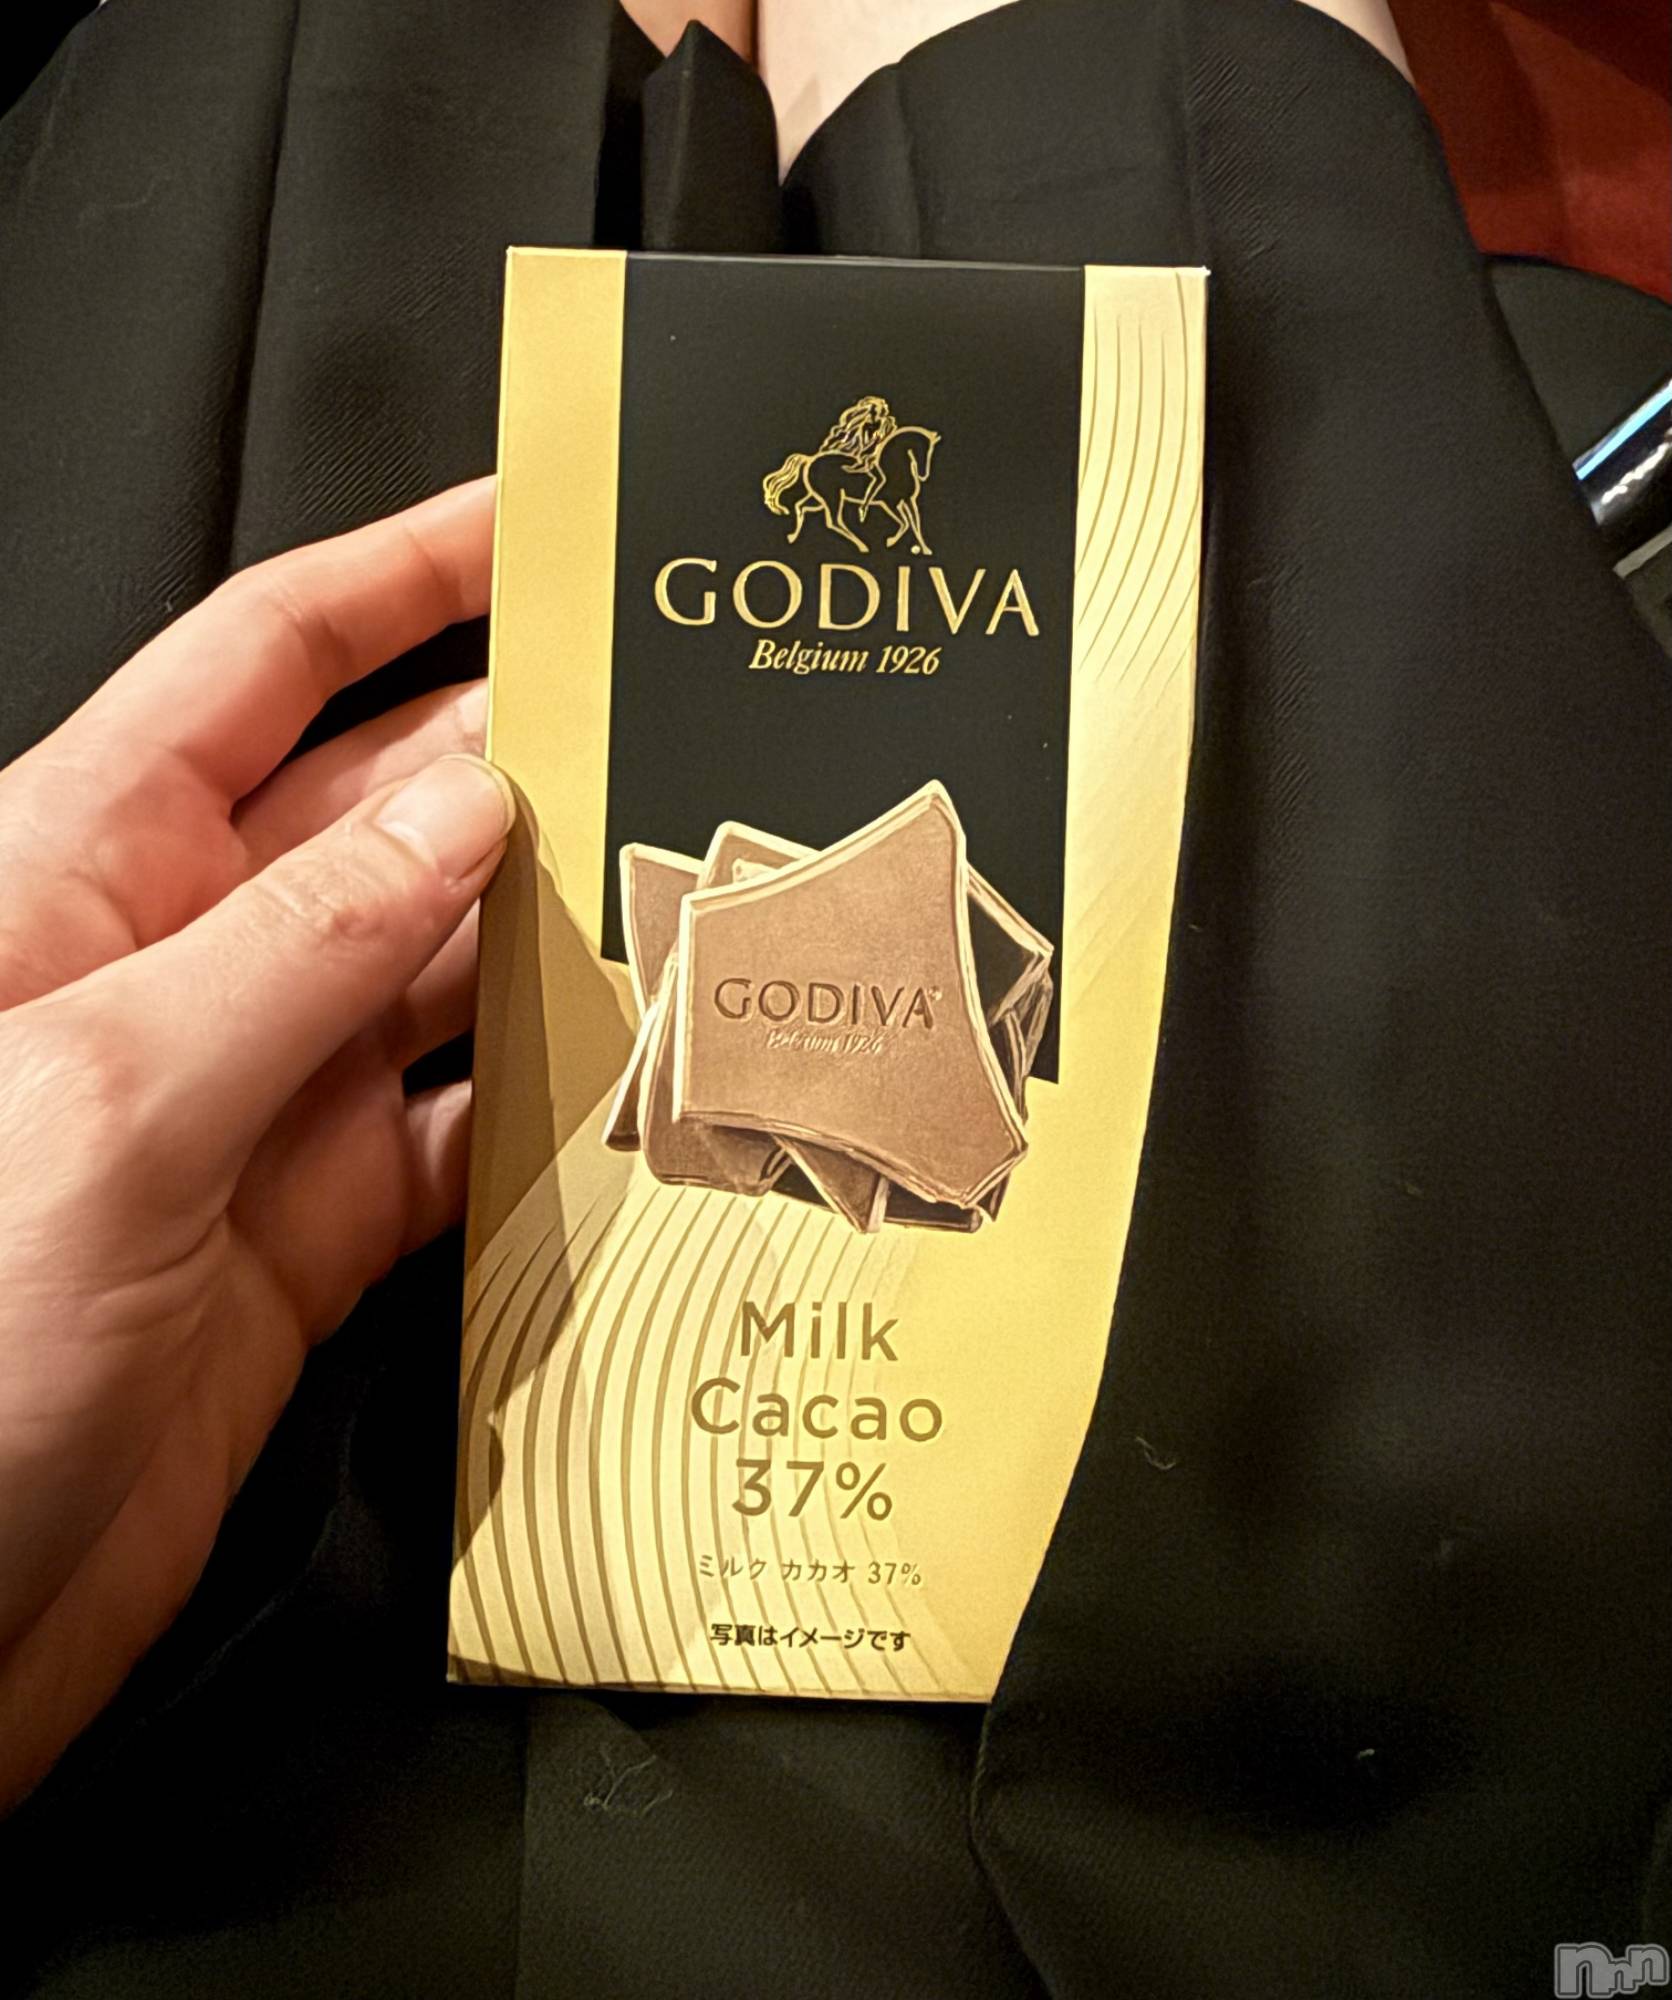 GODIVA
Belgium 1926
GODIVA
Belgium 1926
Milk
Cacao
37%
ミルク カカオ 37%
写真はイメージです
nnn